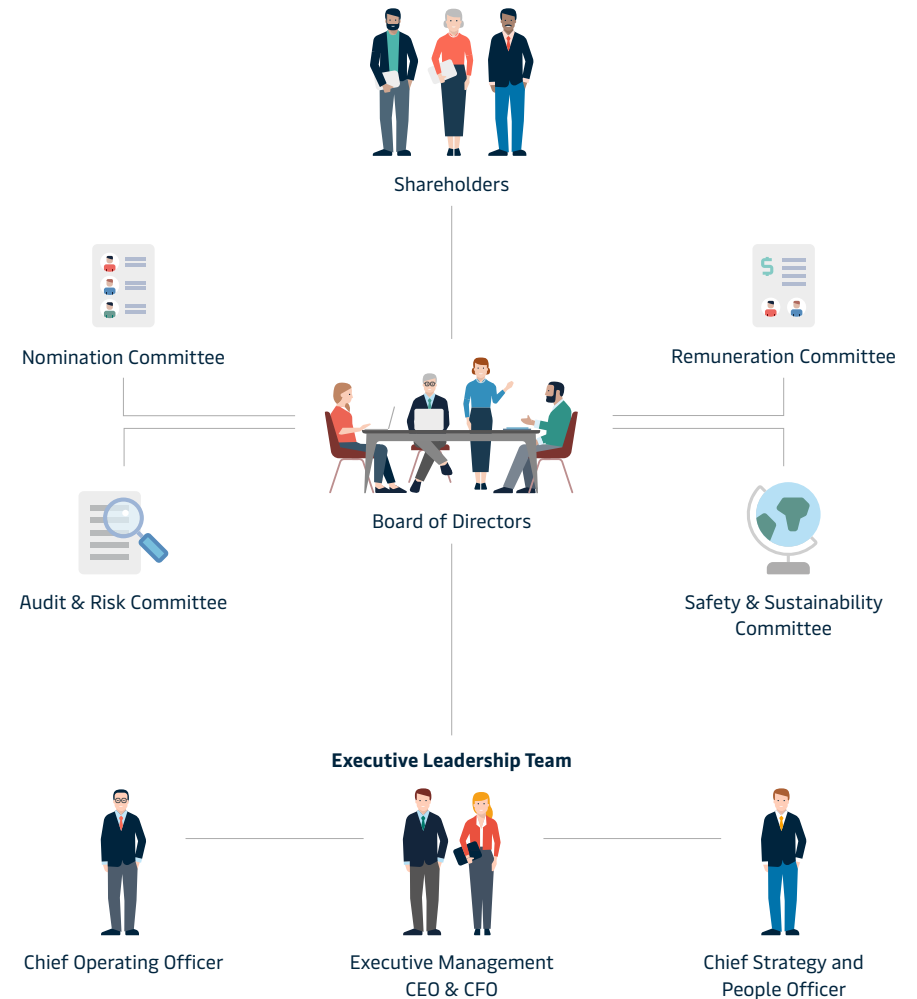 Shareholders
Nomination Committee
Remuneration Committee
Board of Directors
Audit & Risk Committee
Safety & Sustainability
Committee
Executive Leadership Team
Chief Operating Officer
Executive Management
CEO & CFO
Chief Strategy and
People Officer